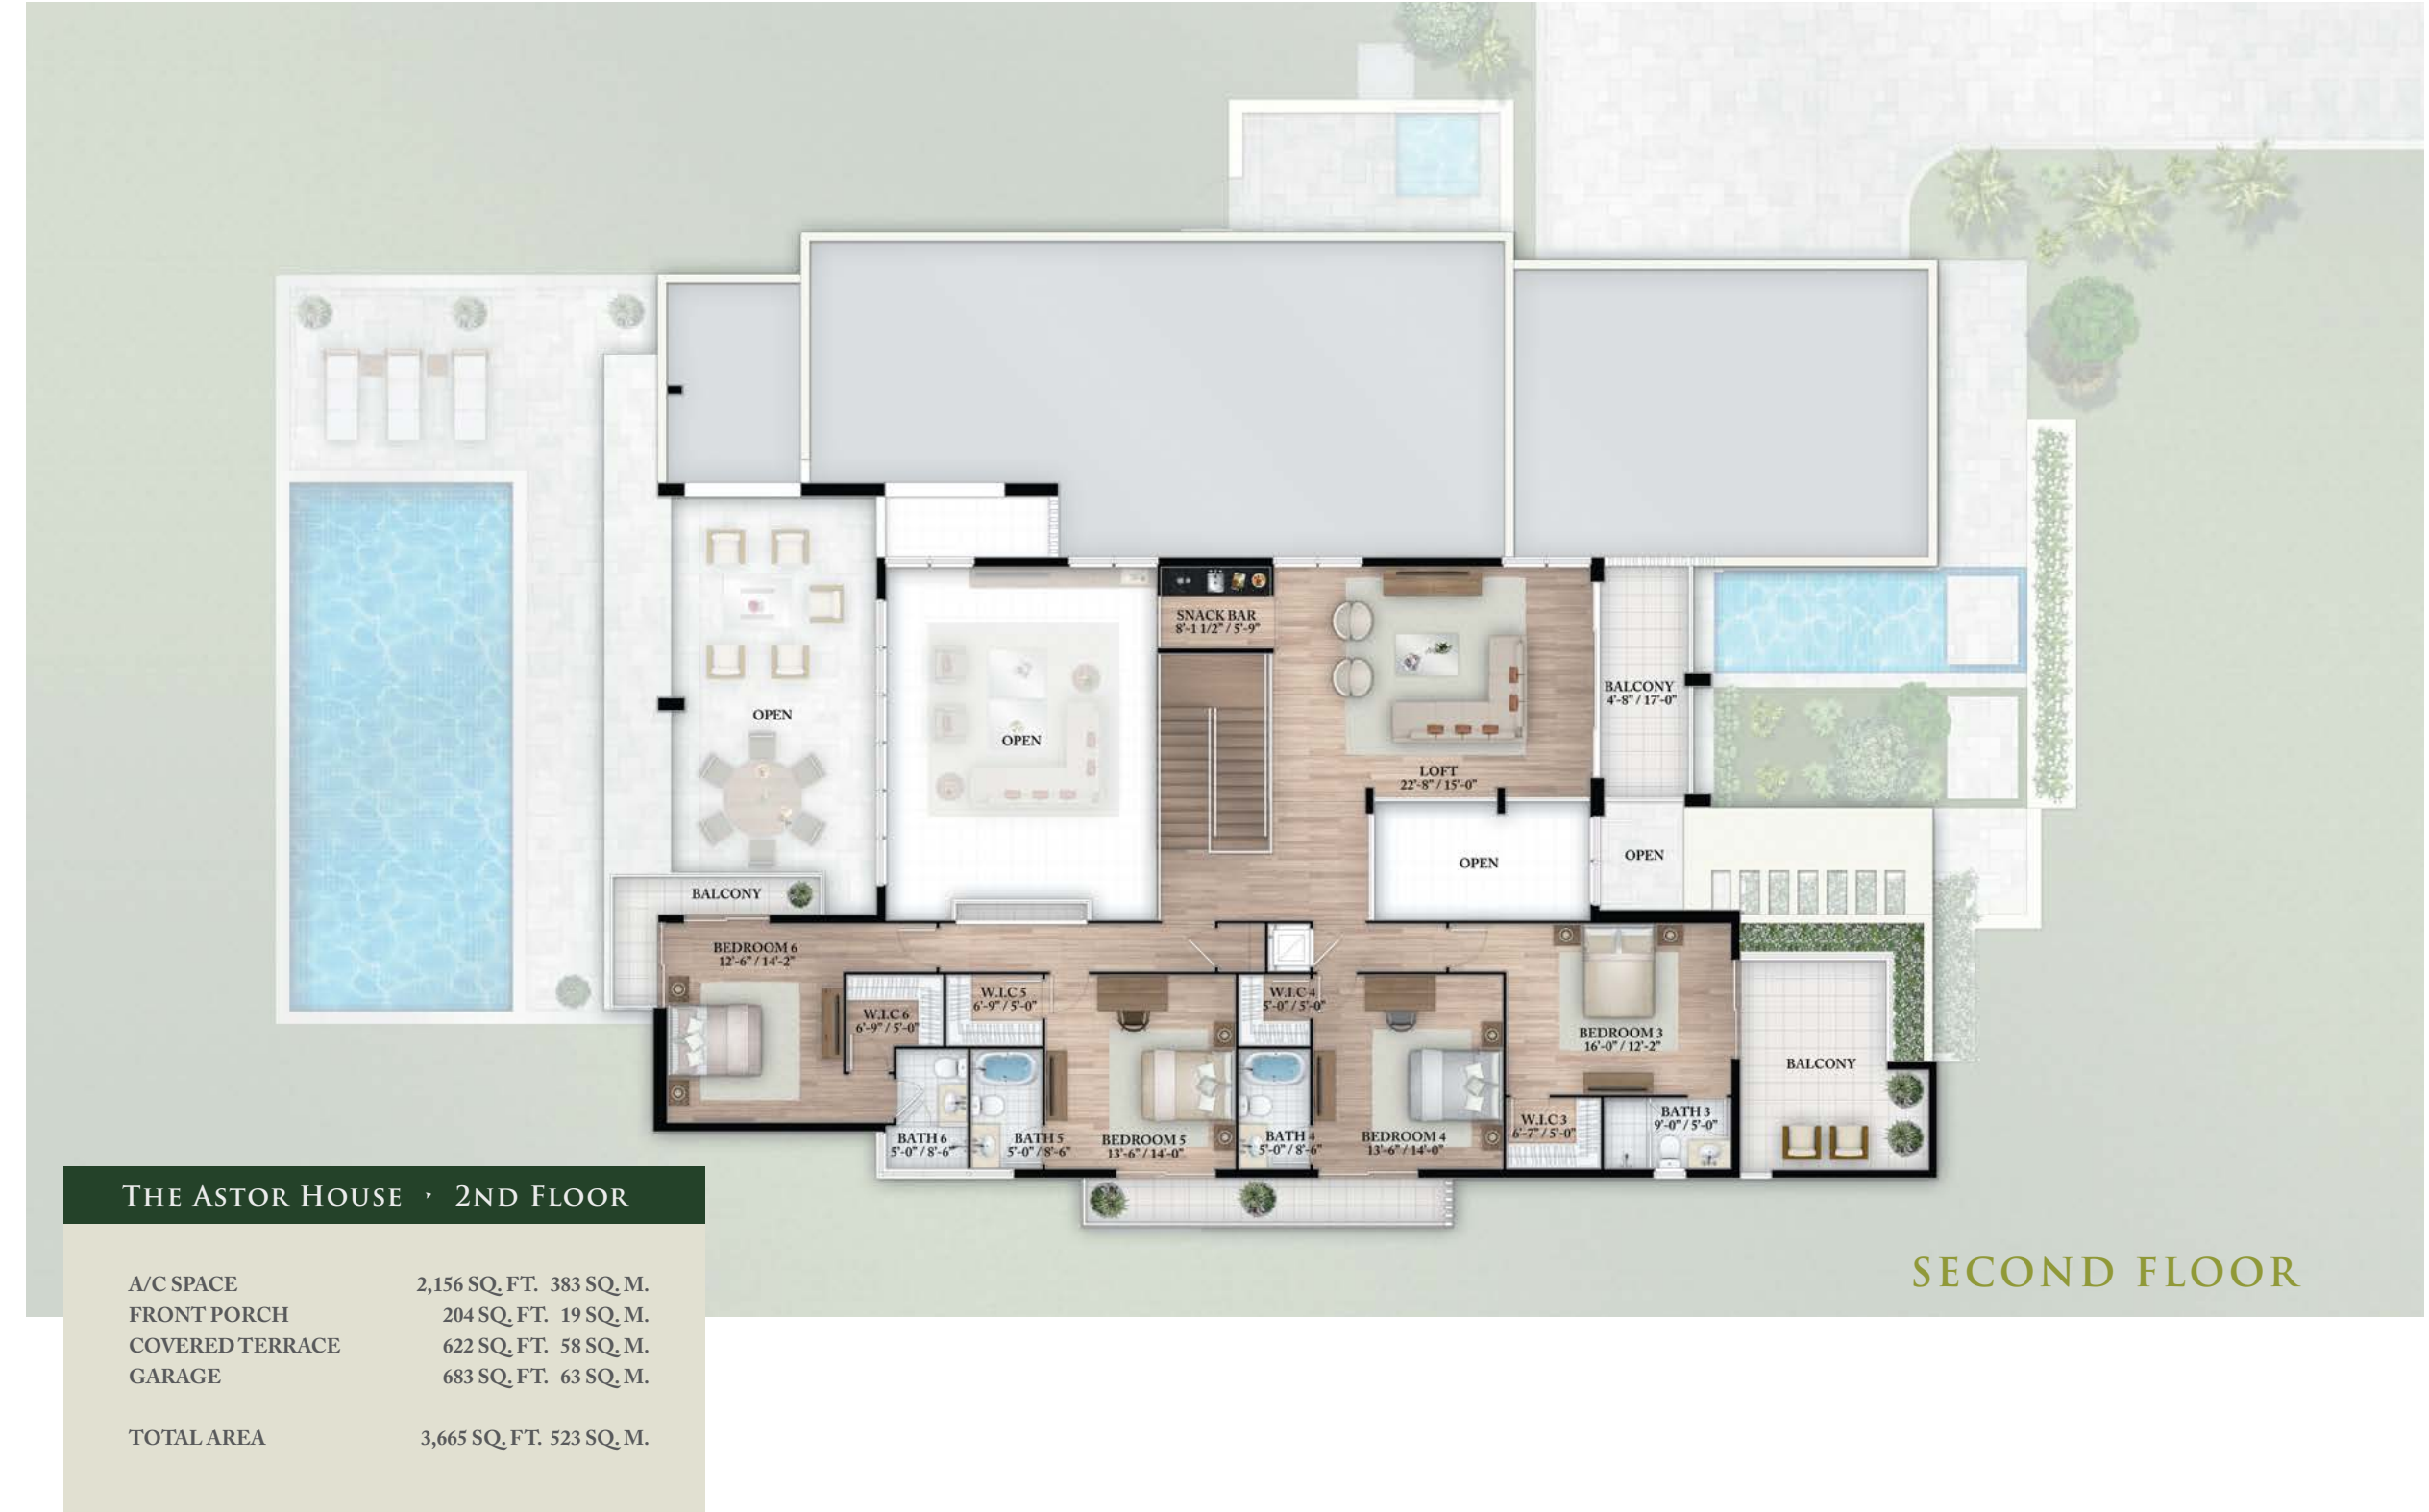 SNACK BAR
8'-1 1/2" / 5'-9"
BALCONY
4'-8" / 17'-0"
OPEN
OPEN
LOFT
22'-8" / 15'-0"
OPEN
OPEN
BALCONY
BEDROOM 6
12'-6" / 14'-2"
W.I.C 5
6'-9" / 5'-0"
W.I.C 4
5'-0" / 5'-0"
W.I.C 6
6'-9" / 5'-0"
BEDROOM 3
16'-0" / 12'-2"
BALCONY
BATH 3
9'-0" / 5'-0"
W.I.C 3
6'-7" / 5'-0"
BATH 6
5'-0" / 8'-6"
BATH 5
5'-0" / 8'-6"
BEDROOM 5
13'-6" / 14'-0"
BATH 4
5'-0" / 8'-6"
BEDROOM 4
13'-6" / 14'-0"
THE ASTOR HOUSE · 2ND FLOOR
SECOND FLOOR
A/C SPACE 2,156 SQ. FT. 383 SQ. M.
FRONT PORCH 204 SQ. FT. 19 SQ. M.
COVERED TERRACE 622 SQ. FT. 58 SQ. M.
GARAGE 683 SQ. FT. 63 SQ. M.
TOTAL AREA 3,665 SQ. FT. 523 SQ. M.